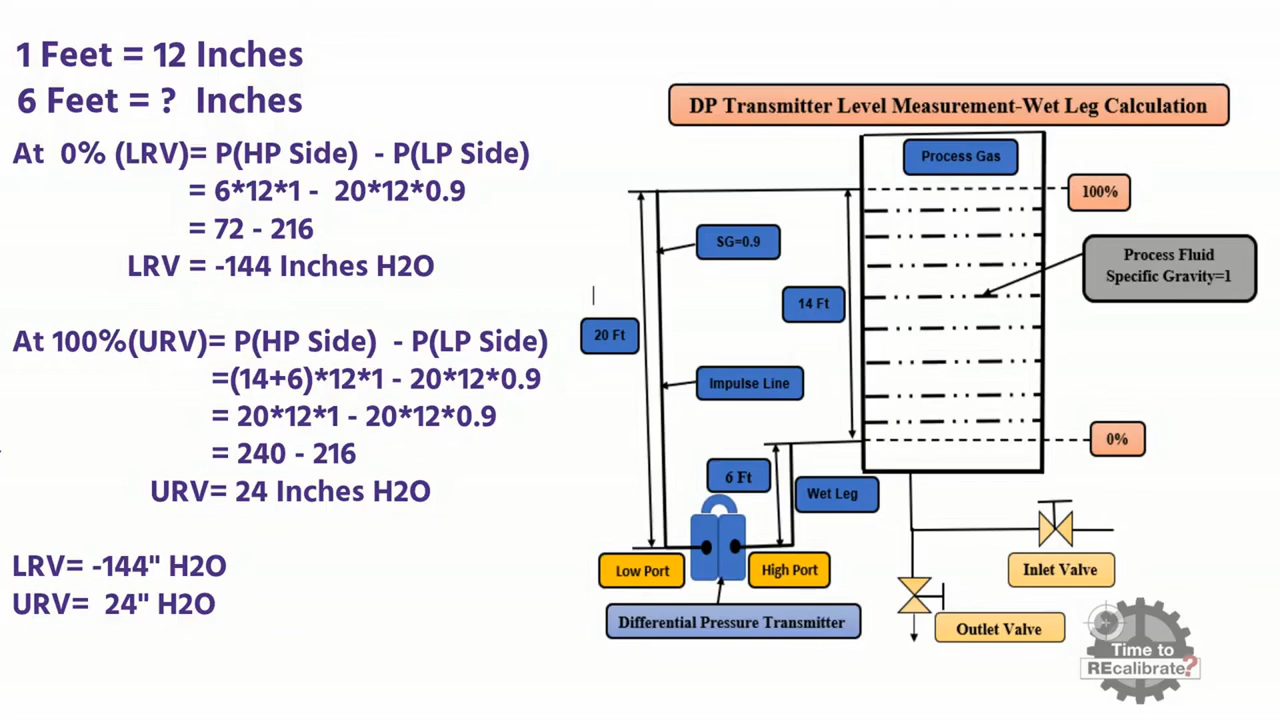 1 Feet = 12 Inches
6 Feet = ? Inches
At 0% (LRV)= P(HP Side) - P(LP Side)
= 6*12*1 - 20*12*0.9
= 72 - 216
LRV = -144 Inches H2O
At 100%(URV)= P(HP Side) - P(LP Side)
=(14+6)*12*1 - 20*12*0.9
= 20*12*1 - 20*12*0.9
= 240 - 216
URV= 24 Inches H2O
LRV= -144" H2O
URV= 24" H2O
DP Transmitter Level Measurement-Wet Leg Calculation
Process Gas
100%
SG=0.9
Process Fluid
Specific Gravity=1
14 Ft
20 Ft
Impulse Line
0%
6 Ft
Wet Leg
Low Port
High Port
Inlet Valve
Differential Pressure Transmitter
Outlet Valve
Time to
REcalibrate?